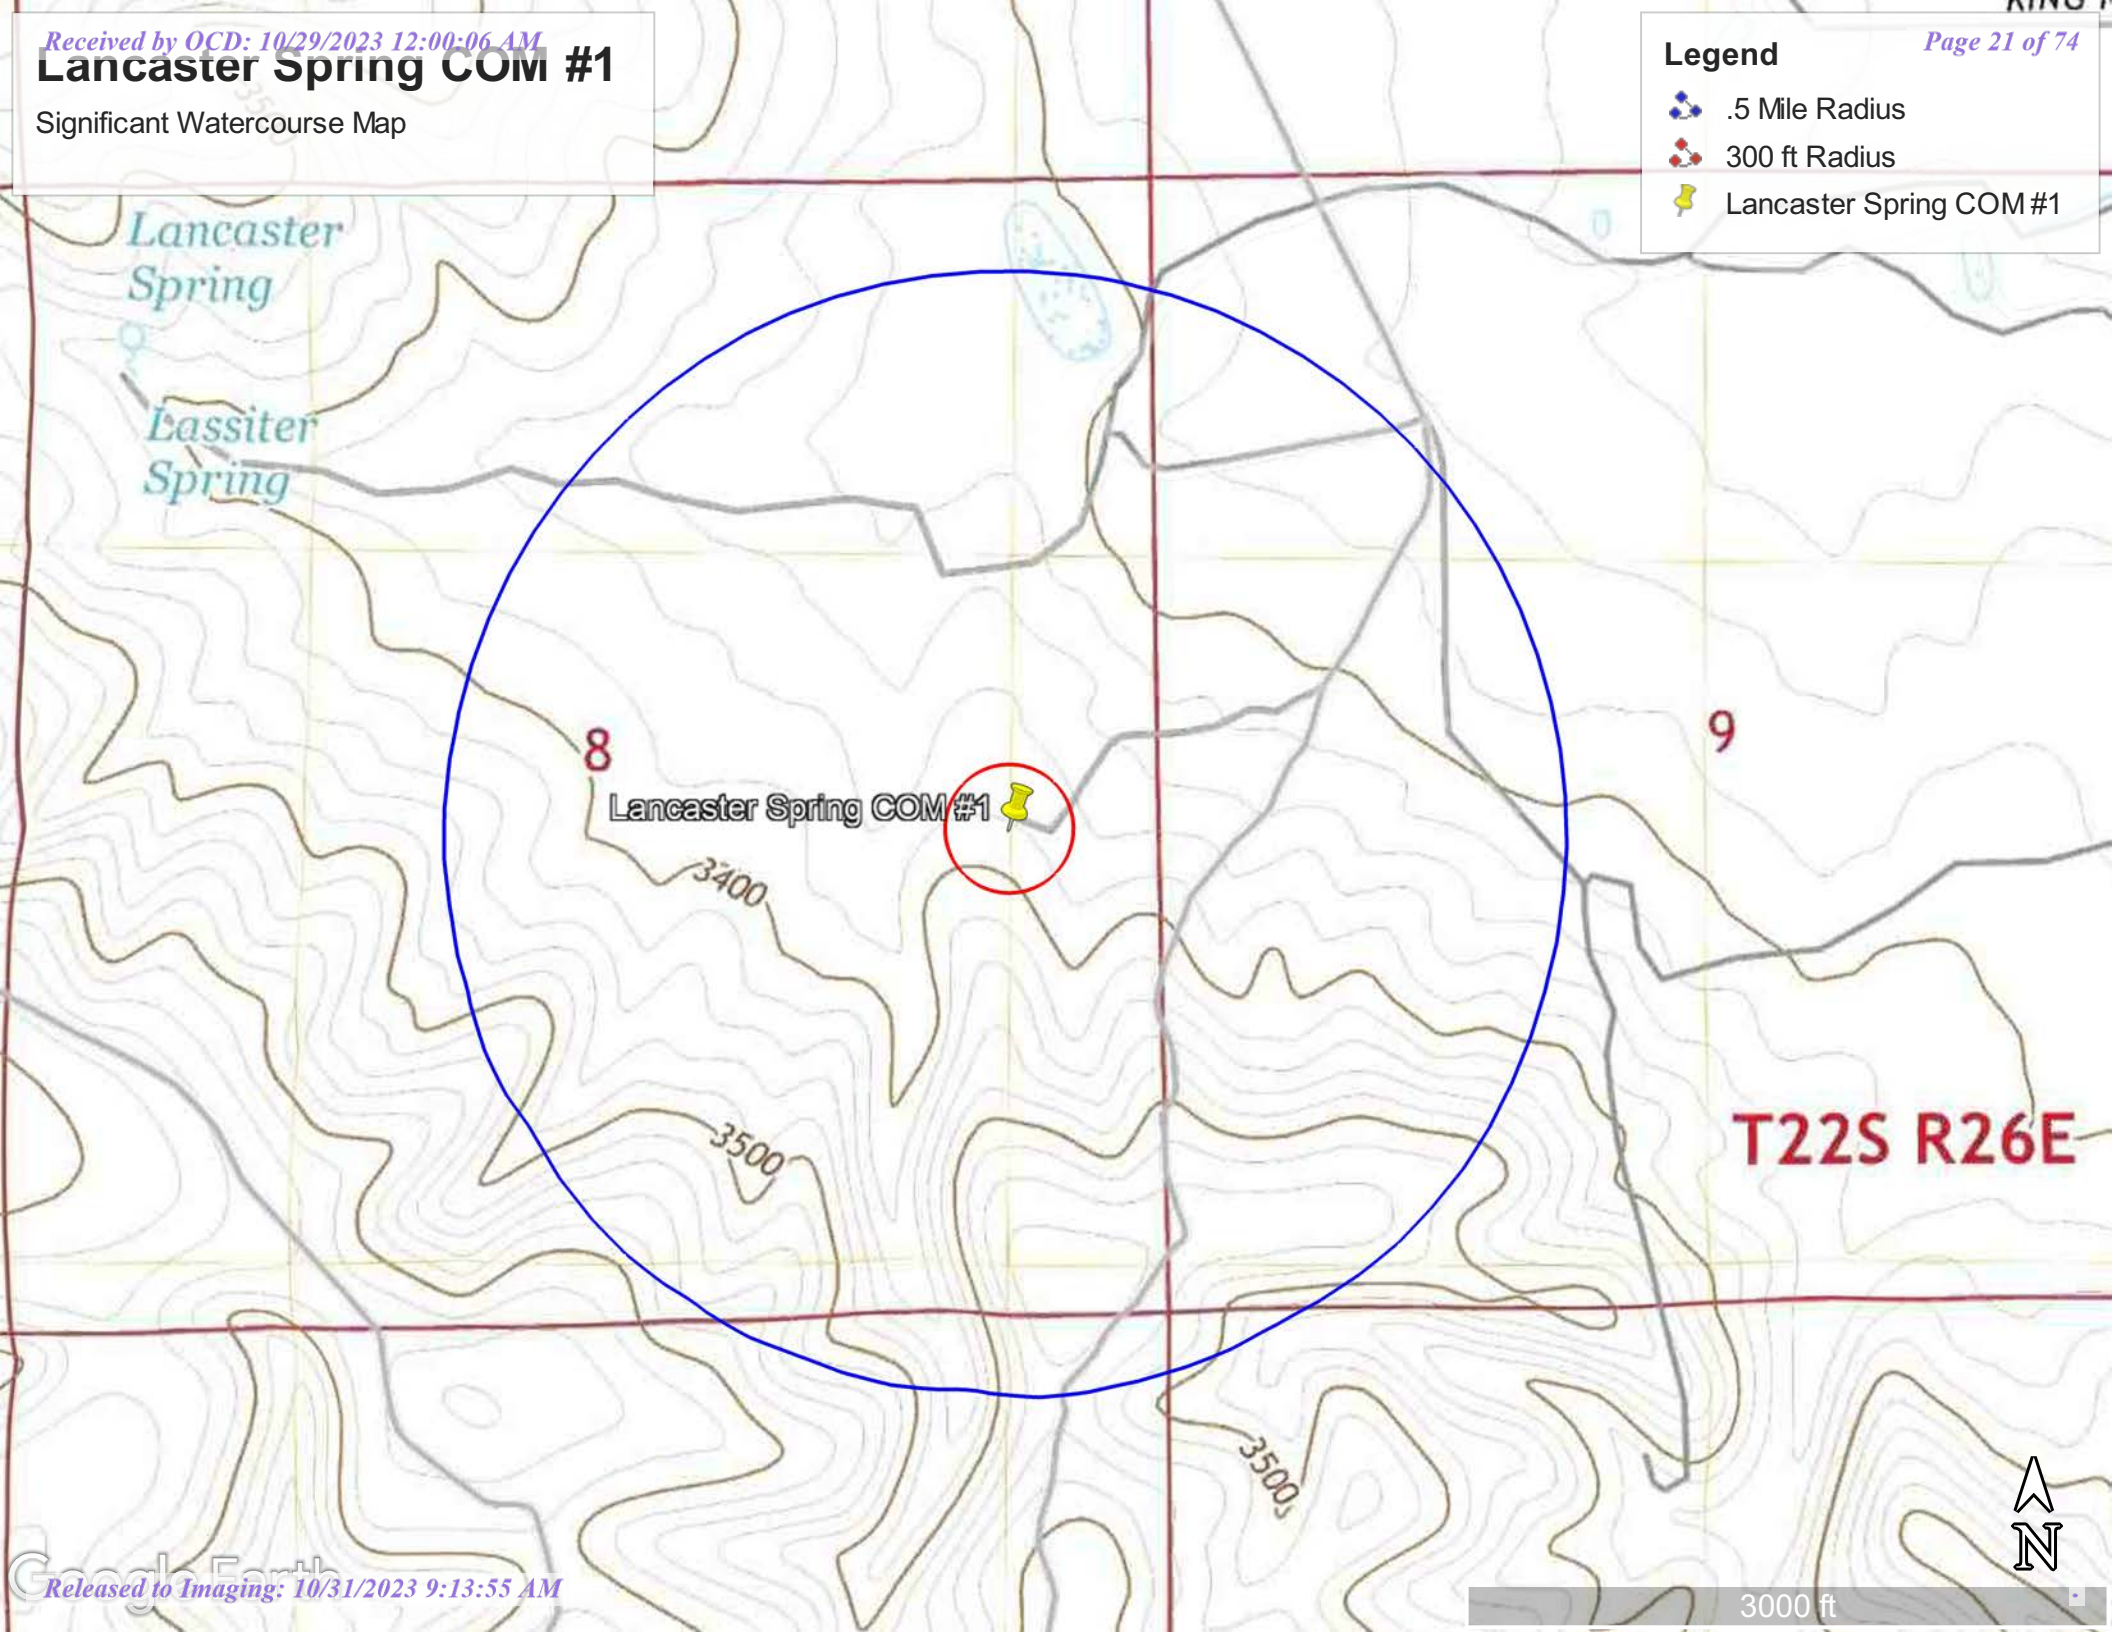 Received by OCD: 10/29/2023 12:00:06 AM
Page 21 of 74
Lancaster Spring COM #1
Significant Watercourse Map
Legend
.5 Mile Radius
300 ft Radius
Lancaster Spring COM #1
Lancaster
Spring
Lassiter
Spring
8
9
Lancaster Spring COM #1
3400
3500
T22S R26E
3500
N
Google Earth
Released to Imaging: 10/31/2023 9:13:55 AM
3000 ft